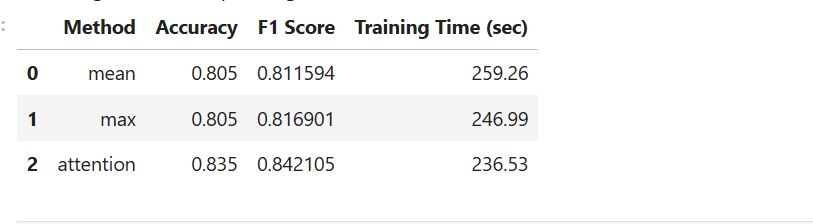 Method Accuracy F1 Score Training Time (sec)
0 mean 0.805 0.811594 259.26
1 max 0.805 0.816901 246.99
2 attention 0.835 0.842105 236.53